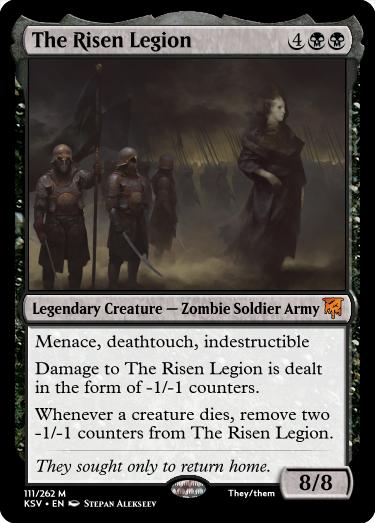 The Risen Legion 4
Legendary Creature — Zombie Soldier Army
Menace, deathtouch, indestructible
Damage to The Risen Legion is dealt
in the form of -1/-1 counters.
Whenever a creature dies, remove two
-1/-1 counters from The Risen Legion.
They sought only to return home.
8/8
111/262 M
KSV • EN Stepan Alekseev
They/them